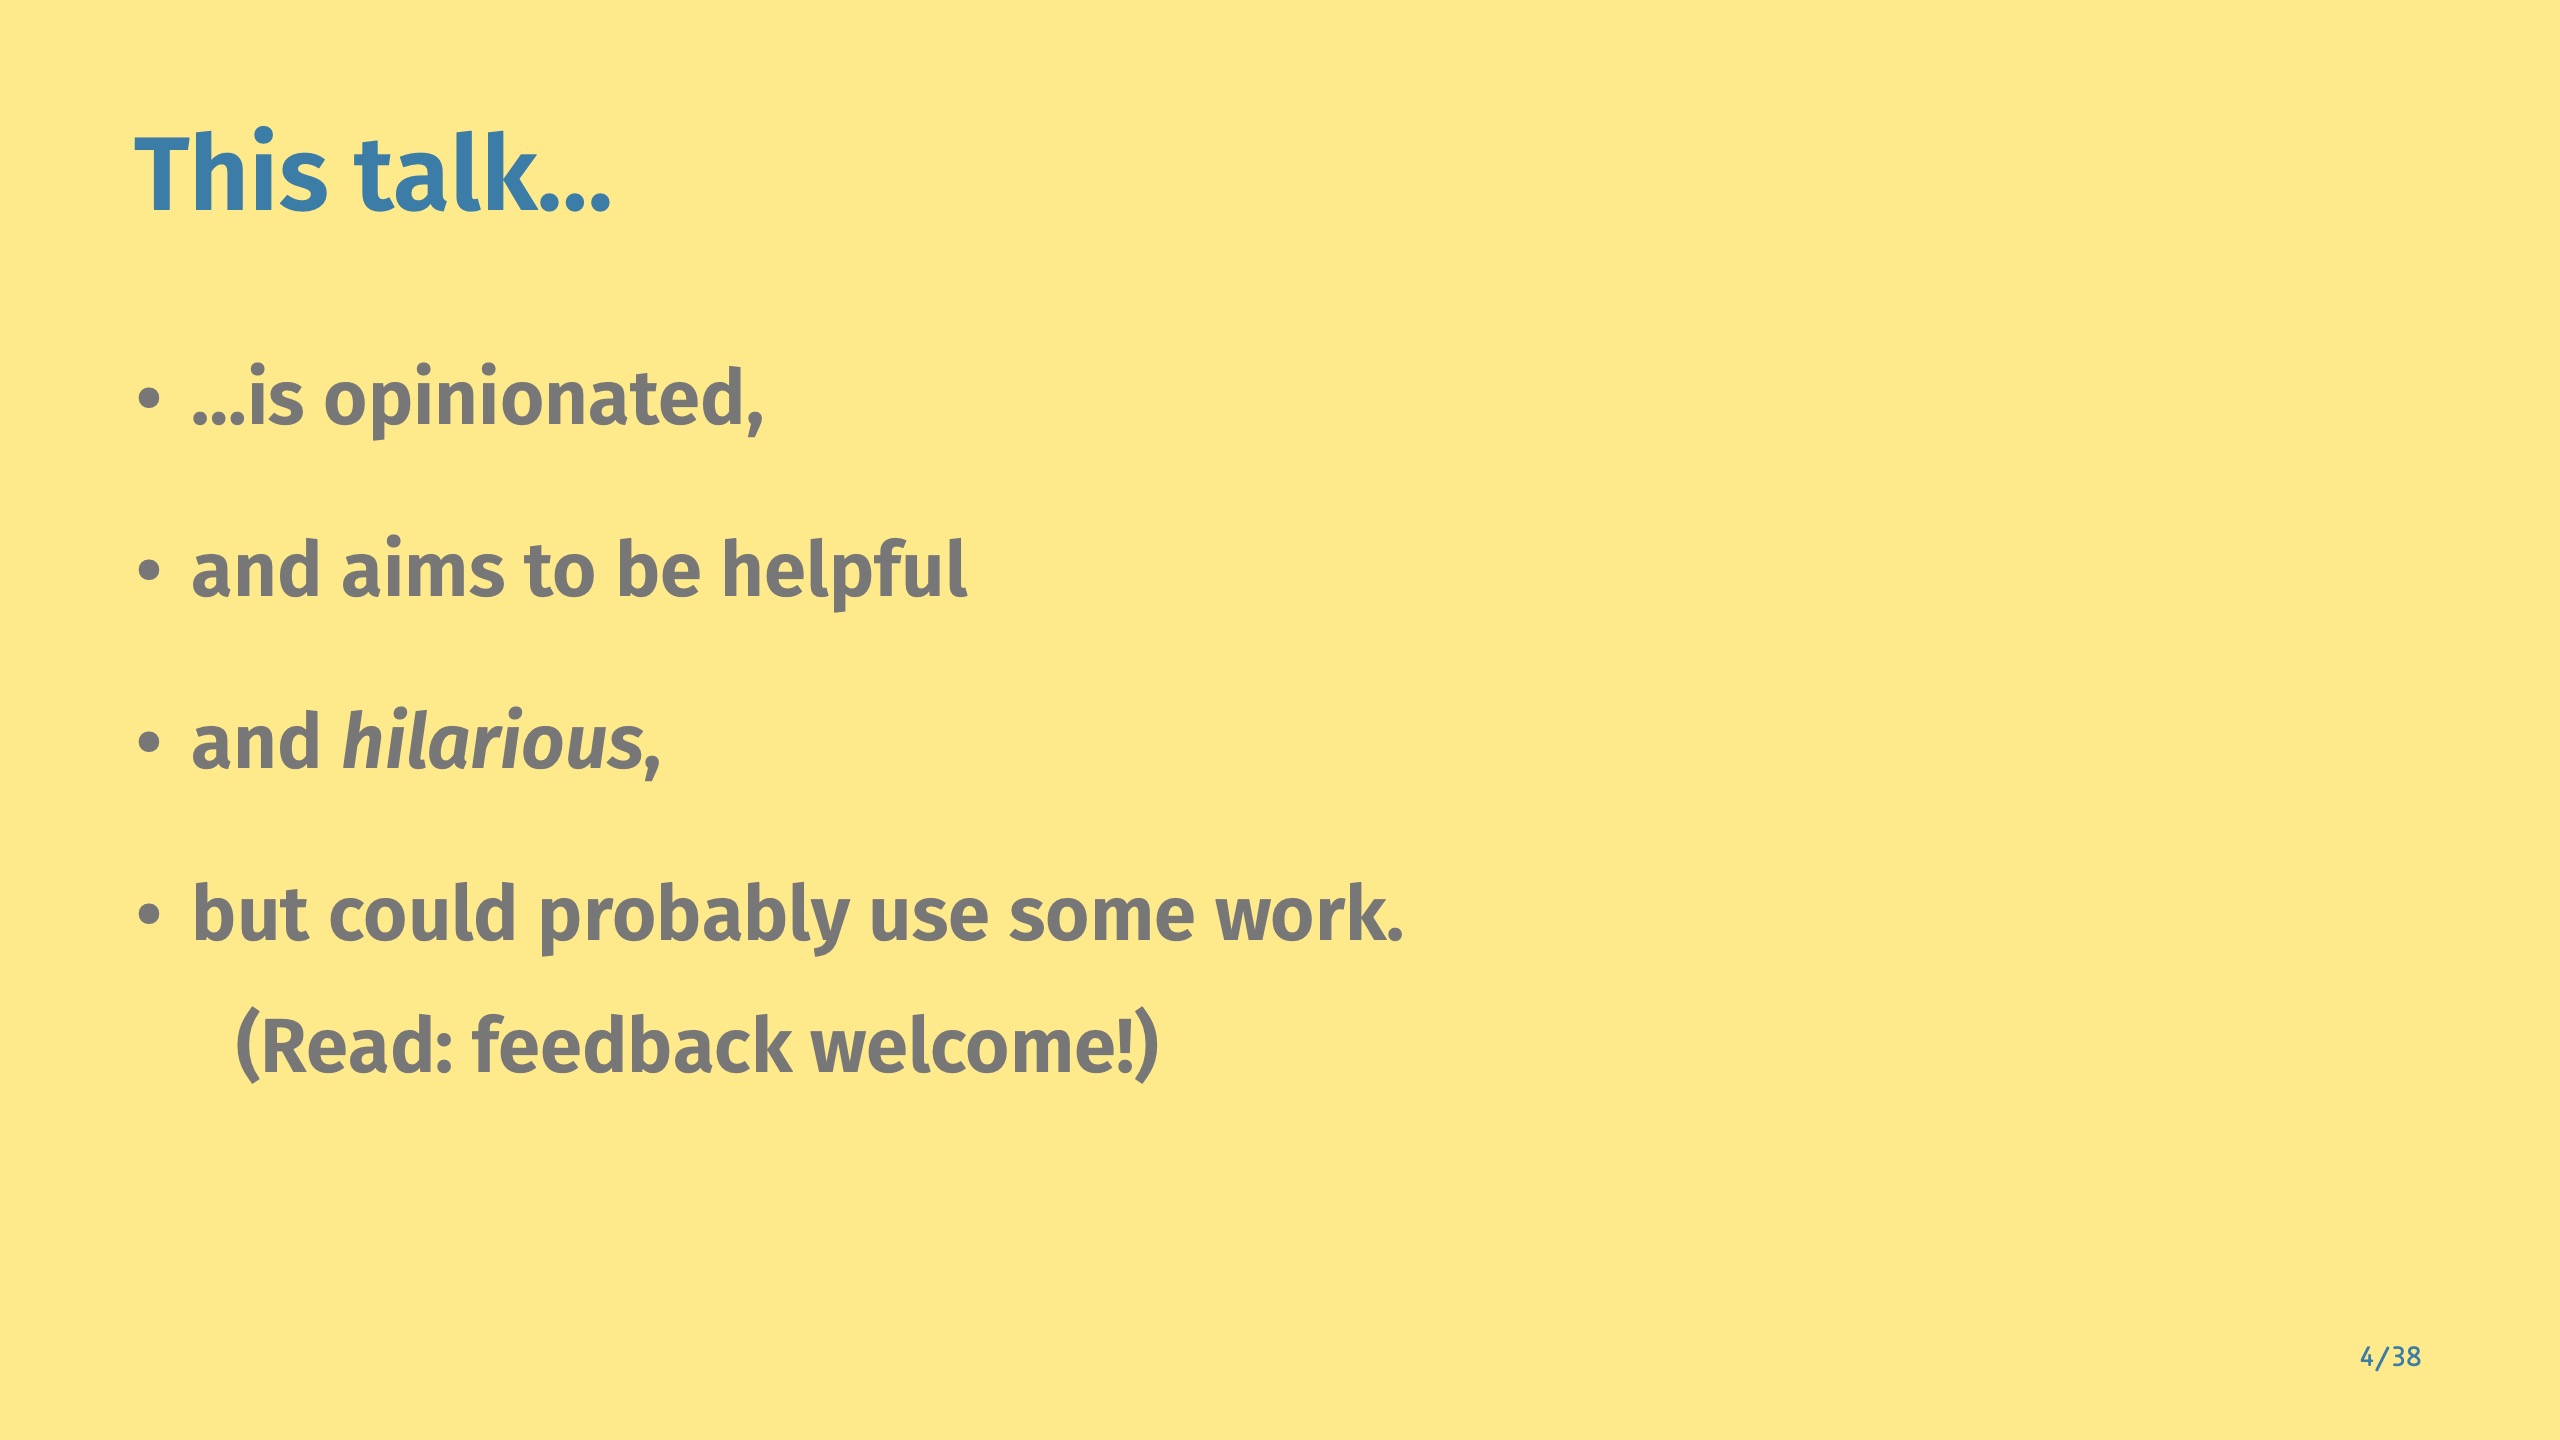 This talk…
• …is opinionated,
• and aims to be helpful
• and hilarious,
• but could probably use some work.
(Read: feedback welcome!)
4/38